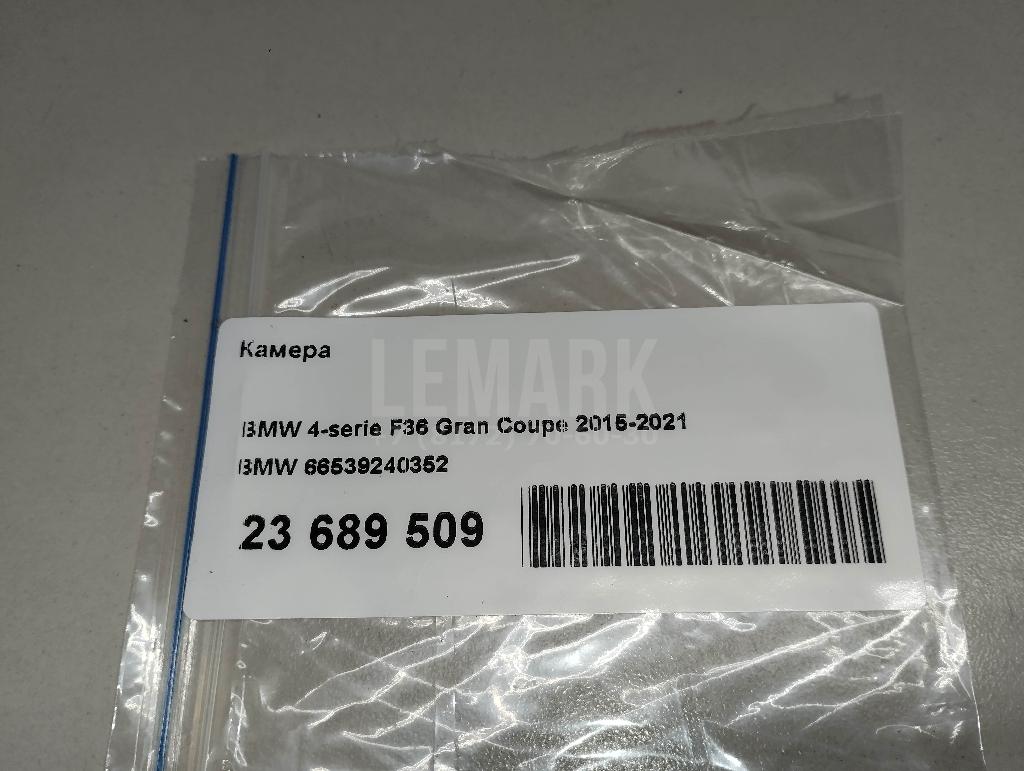 Камера
LEMARK
BMW 4-serie F36 Gran Coupe 2015-2021
BMW 66539240352
23 689 509